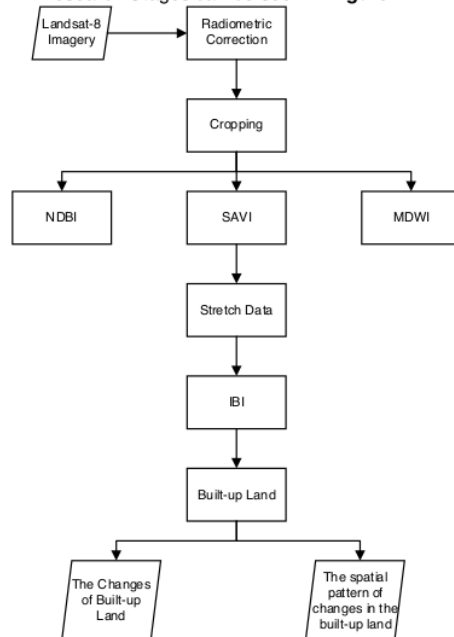 Landsat-8
Imagery
Radiometric
Correction
Cropping
NDBI
SAVI
MDWI
Stretch Data
IBI
Built-up Land
The Changes
of Built-up
Land
The spatial
pattern of
changes in the
built-up land